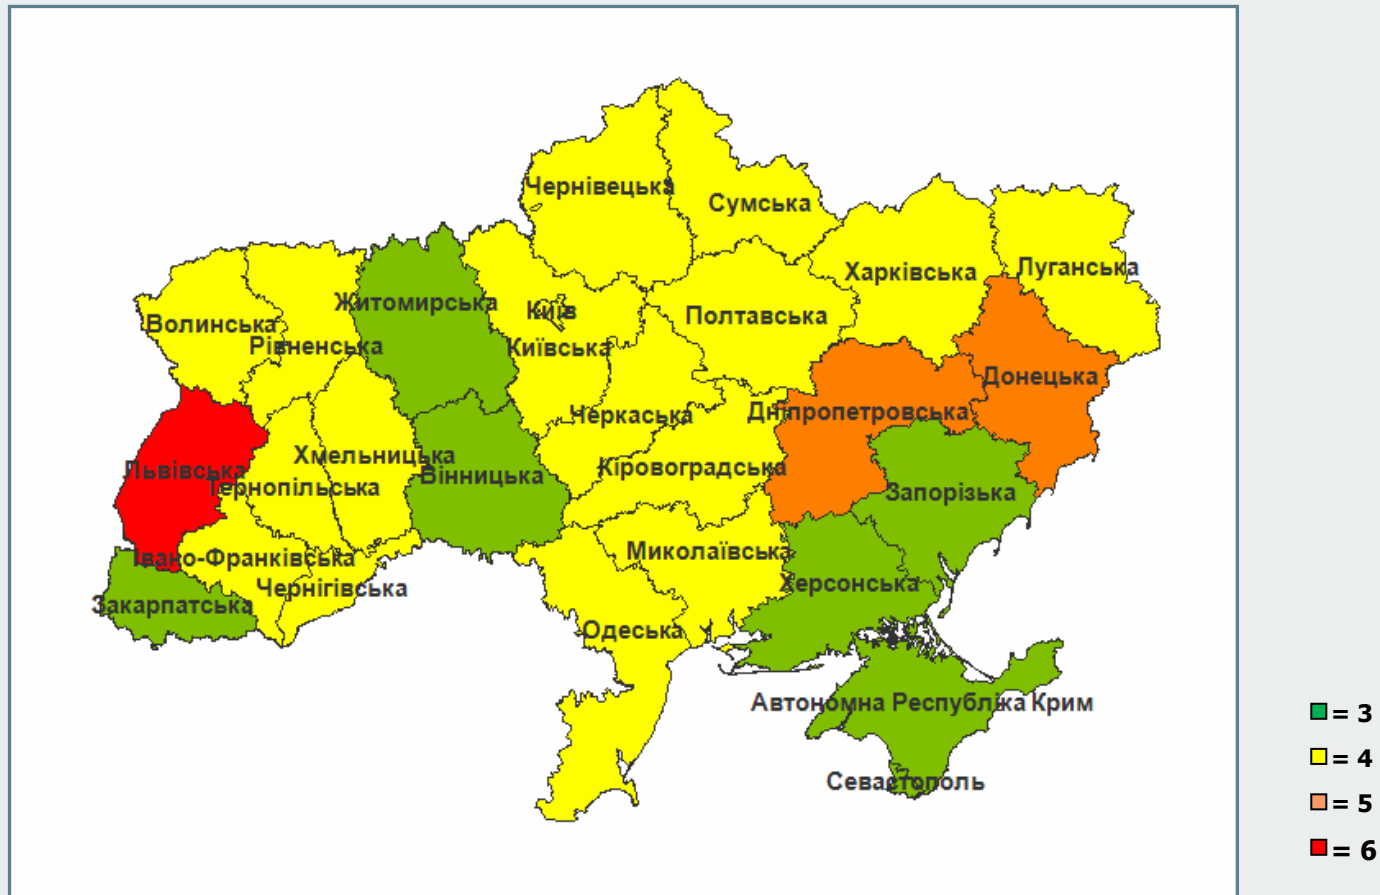 Чернівецька
Сумська
Харківська
Луганська
Житомирська
Київ
Полтавська
Волинська
Рівненська
Київська
Донецька
Черкаська
Дніпропетровська
Хмельницька
Львівська
Вінницька
Кіровоградська
Тернопільська
Запорізька
Івано-Франківська
Миколаївська
Чернігівська
Херсонська
Закарпатська
Одеська
Автономна Республіка Крим
Севастополь
= 3
= 4
= 5
= 6